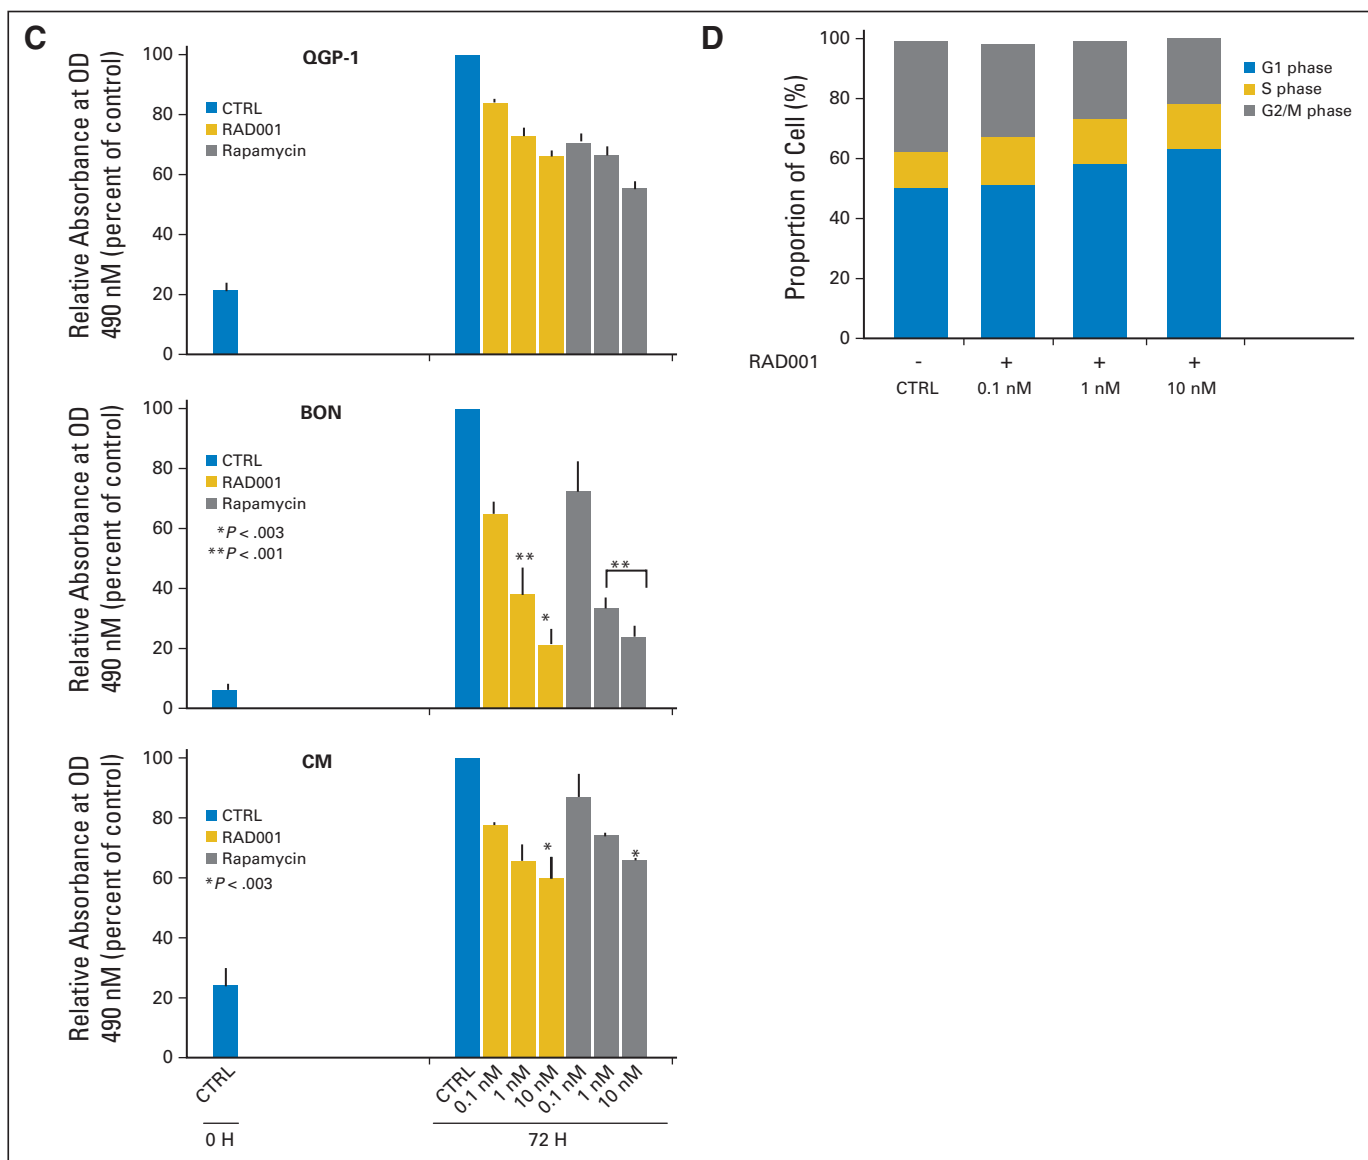 C
Relative Absorbance at OD
490 nM (percent of control)
100
80
60
40
20
0
QGP-1
CTRL
RAD001
Rapamycin
Relative Absorbance at OD
490 nM (percent of control)
100
80
60
40
20
0
BON
CTRL
RAD001
Rapamycin
*P < .003
**P < .001
**
*
**
Relative Absorbance at OD
490 nM (percent of control)
100
80
60
40
20
0
CM
CTRL
RAD001
Rapamycin
*P < .003
*
*
CTRL
CTRL
0.1 nM
1 nM
10 nM
0.1 nM
1 nM
10 nM
0 H
72 H
D
Proportion of Cell (%)
100
80
60
40
20
0
G1 phase
S phase
G2/M phase
RAD001 - + + +
CTRL 0.1 nM 1 nM 10 nM